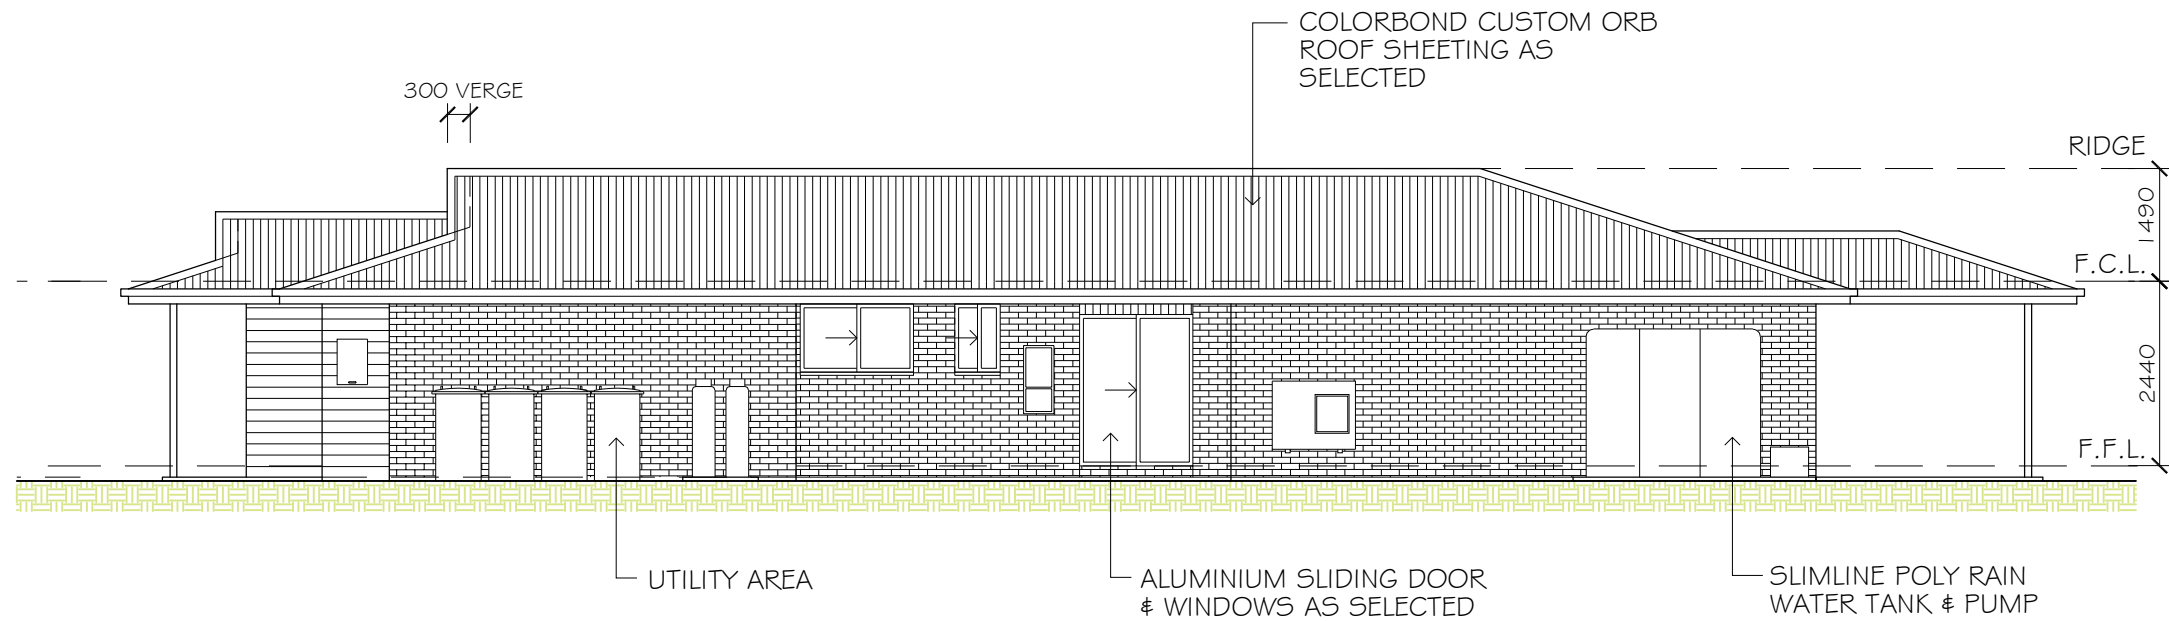 COLORBOND CUSTOM ORB
ROOF SHEETING AS
SELECTED
300 VERGE
RIDGE
1490
F.C.L.
2440
F.F.L.
UTILITY AREA
ALUMINIUM SLIDING DOOR
& WINDOWS AS SELECTED
SLIMLINE POLY RAIN
WATER TANK & PUMP